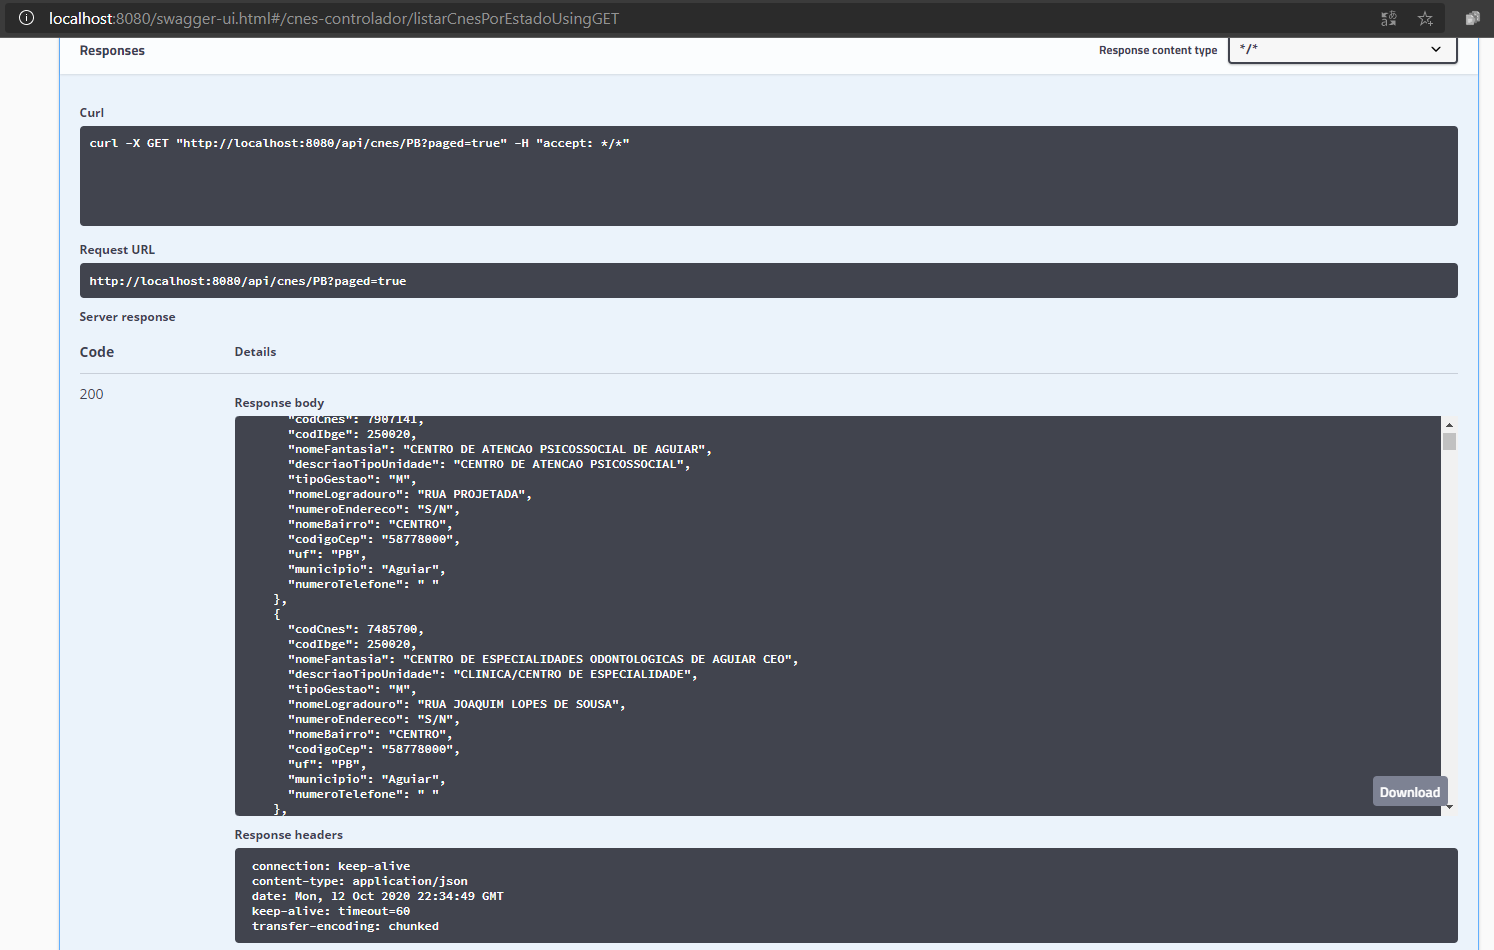 localhost:8080/swagger-ui.html#/cnes-controlador/listarCnesPorEstadoUsingGET
Responses
Response content type
*/*
Curl
curl -X GET "http://localhost:8080/api/cnes/PB?paged=true" -H "accept: */*"
Request URL
http://localhost:8080/api/cnes/PB?paged=true
Server response
Code
Details
200
Response body
"codCnes": 7907141,
"codIbge": 250020,
"nomeFantasia": "CENTRO DE ATENCAO PSICOSSOCIAL DE AGUIAR",
"descriaoTipoUnidade": "CENTRO DE ATENCAO PSICOSSOCIAL",
"tipoGestao": "M",
"nomeLogradouro": "RUA PROJETADA",
"numeroEndereco": "S/N",
"nomeBairro": "CENTRO",
"codigoCep": "58778000",
"uf": "PB",
"municipio": "Aguiar",
"numeroTelefone": " "
},
{
"codCnes": 7485700,
"codIbge": 250020,
"nomeFantasia": "CENTRO DE ESPECIALIDADES ODONTOLOGICAS DE AGUIAR CEO",
"descriaoTipoUnidade": "CLINICA/CENTRO DE ESPECIALIDADE",
"tipoGestao": "M",
"nomeLogradouro": "RUA JOAQUIM LOPES DE SOUSA",
"numeroEndereco": "S/N",
"nomeBairro": "CENTRO",
"codigoCep": "58778000",
"uf": "PB",
"municipio": "Aguiar",
"numeroTelefone": " "
},
Download
Response headers
connection: keep-alive
content-type: application/json
date: Mon, 12 Oct 2020 22:34:49 GMT
keep-alive: timeout=60
transfer-encoding: chunked